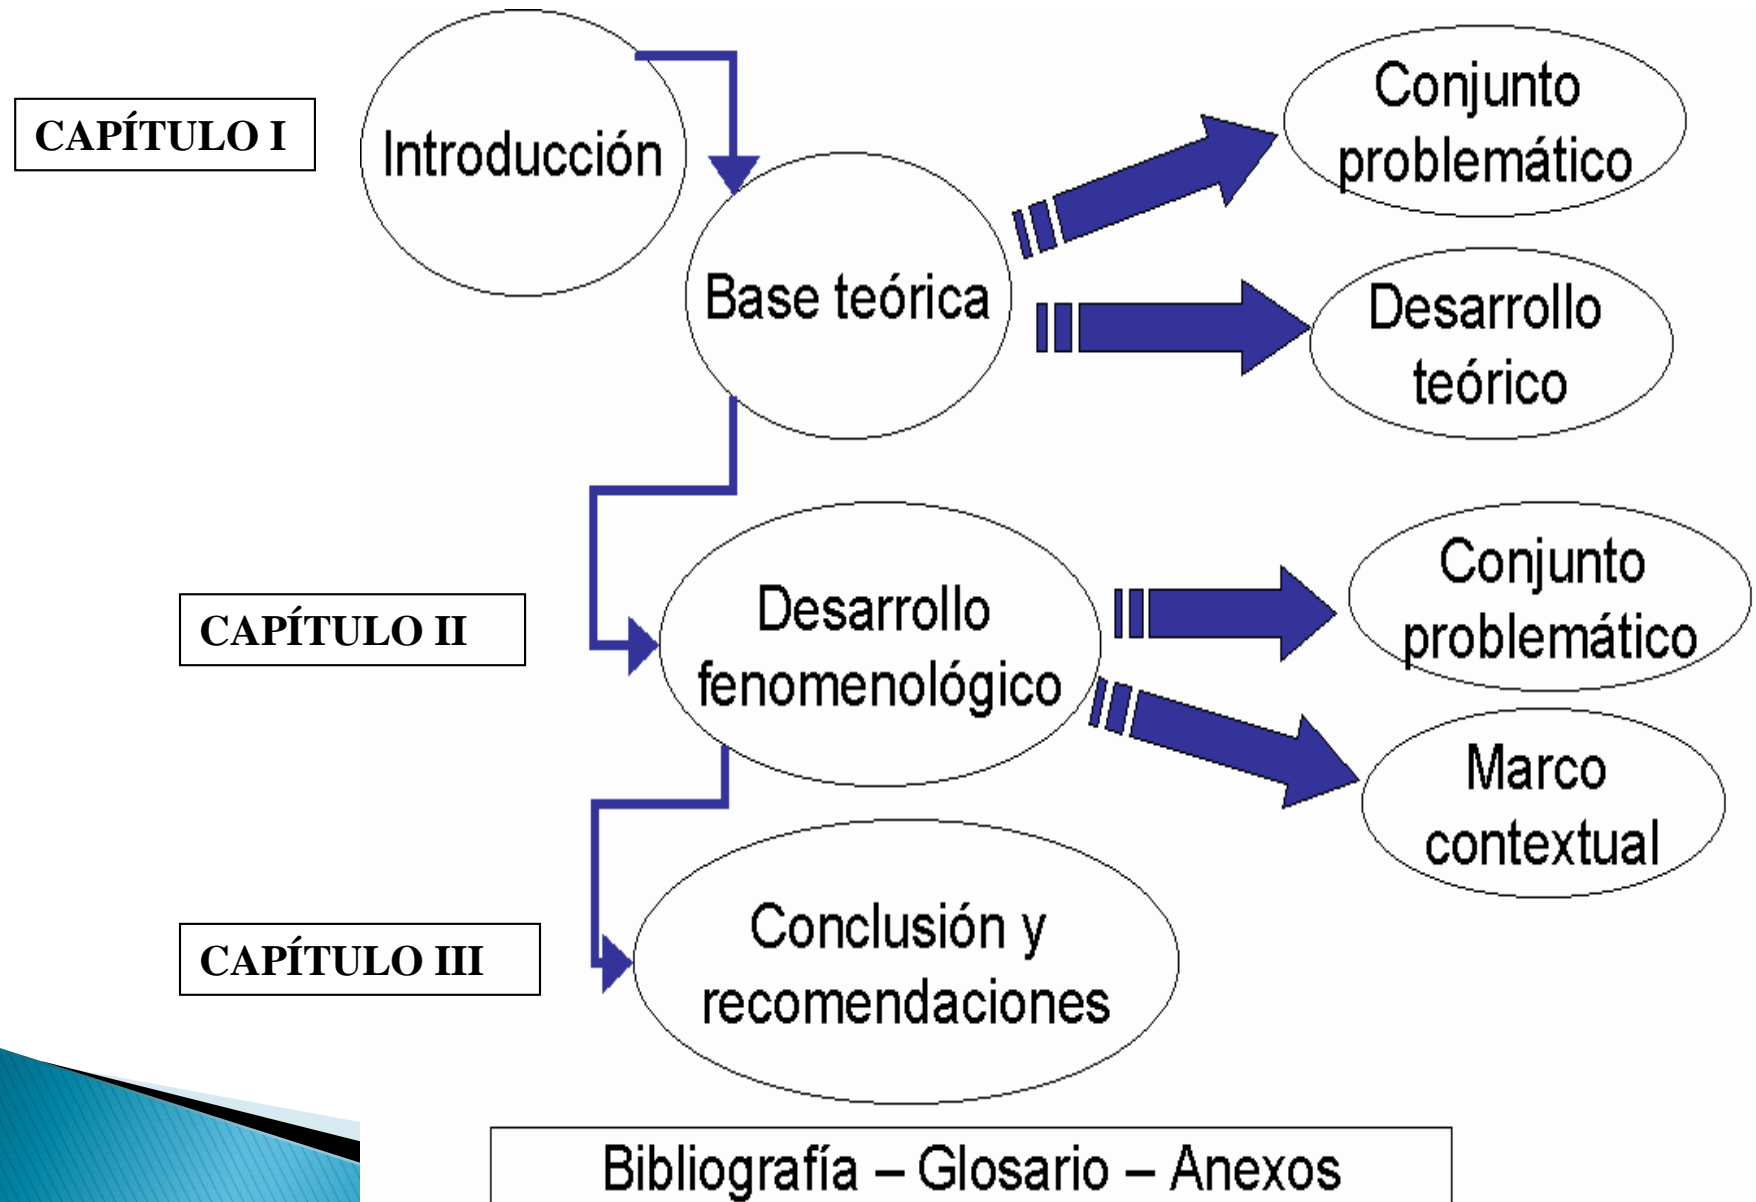 CAPÍTULO I
Introducción
Conjunto
problemático
Base teórica
Desarrollo
teórico
CAPÍTULO II
Desarrollo
fenomenológico
Conjunto
problemático
Marco
contextual
CAPÍTULO III
Conclusión y
recomendaciones
Bibliografía – Glosario – Anexos